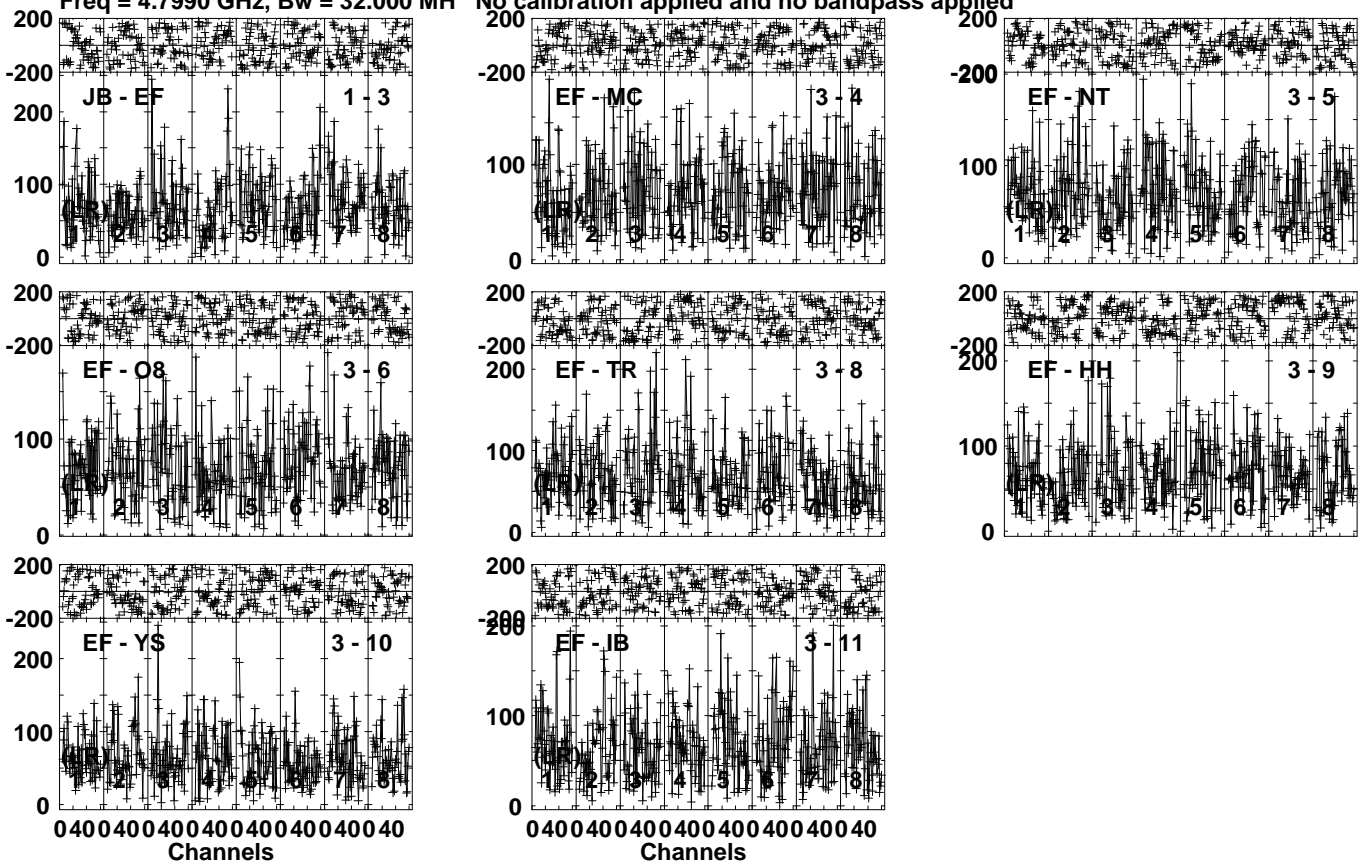 Freq = 4.7990 GHz, Bw = 32.000 MH No calibration applied and no bandpass applied
200
-200
JB - EF 1 - 3
200
100
0
(LR)
1 2 3 4 5 6 7 8
200
-200
EF - MC 3 - 4
200
100
0
(LR)
1 2 3 4 5 6 7 8
200
-200
200
EF - NT 3 - 5
100
0
(LR)
1 2 3 4 5 6 7 8
200
-200
EF - O8 3 - 6
100
0
(LR)
1 2 3 4 5 6 7 8
200
-200
EF - TR 3 - 8
200
100
0
(LR)
1 2 3 4 5 6 7 8
200
-200
200
EF - HH 3 - 9
100
0
(LR)
1 2 3 4 5 6 7 8
200
-200
EF - YS 3 - 10
200
100
0
(LR)
1 2 3 4 5 6 7 8
0 40 0 40 0 40 0 40 0 40 0 40 0 40 0 40
Channels
200
-200
200
EF - IB 3 - 11
100
0
(LR)
1 2 3 4 5 6 7 8
0 40 0 40 0 40 0 40 0 40 0 40 0 40 0 40
Channels